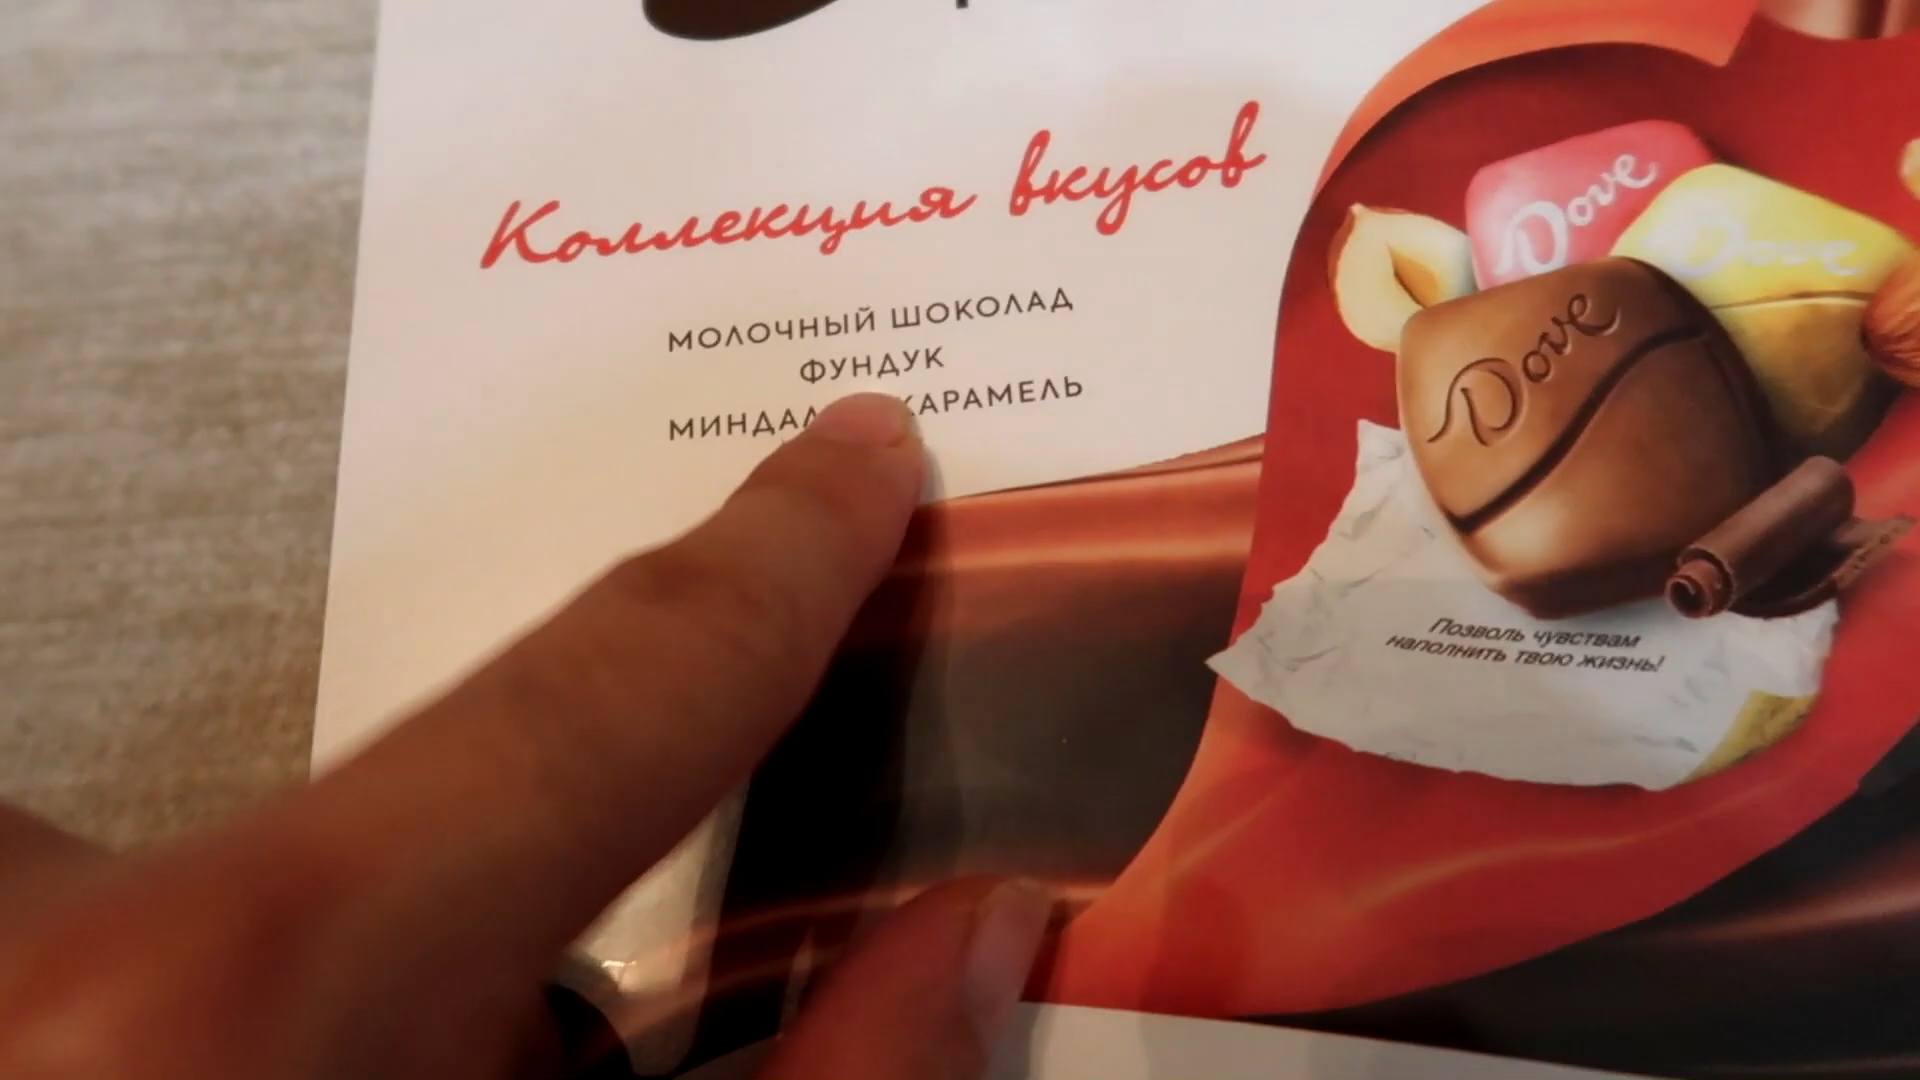 Коллекция вкусов
МОЛОЧНЫЙ ШОКОЛАД
ФУНДУК
КАРАМЕЛЬ
Dove
Dove
Dove
Позволь чувствам
наполнить твою жизнь!